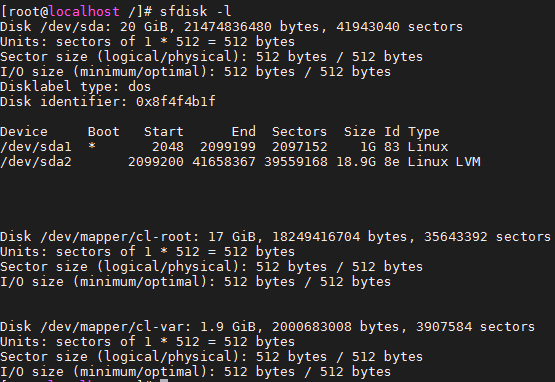 [root@localhost /]# sfdisk -l
Disk /dev/sda: 20 GiB, 21474836480 bytes, 41943040 sectors
Units: sectors of 1 * 512 = 512 bytes
Sector size (logical/physical): 512 bytes / 512 bytes
I/O size (minimum/optimal): 512 bytes / 512 bytes
Disklabel type: dos
Disk identifier: 0x8f4f4b1f
Device     Boot   Start      End  Sectors  Size Id Type
/dev/sda1  *       2048  2099199  2097152    1G 83 Linux
/dev/sda2       2099200 41658367 39559168 18.9G 8e Linux LVM
Disk /dev/mapper/cl-root: 17 GiB, 18249416704 bytes, 35643392 sectors
Units: sectors of 1 * 512 = 512 bytes
Sector size (logical/physical): 512 bytes / 512 bytes
I/O size (minimum/optimal): 512 bytes / 512 bytes
Disk /dev/mapper/cl-var: 1.9 GiB, 2000683008 bytes, 3907584 sectors
Units: sectors of 1 * 512 = 512 bytes
Sector size (logical/physical): 512 bytes / 512 bytes
I/O size (minimum/optimal): 512 bytes / 512 bytes